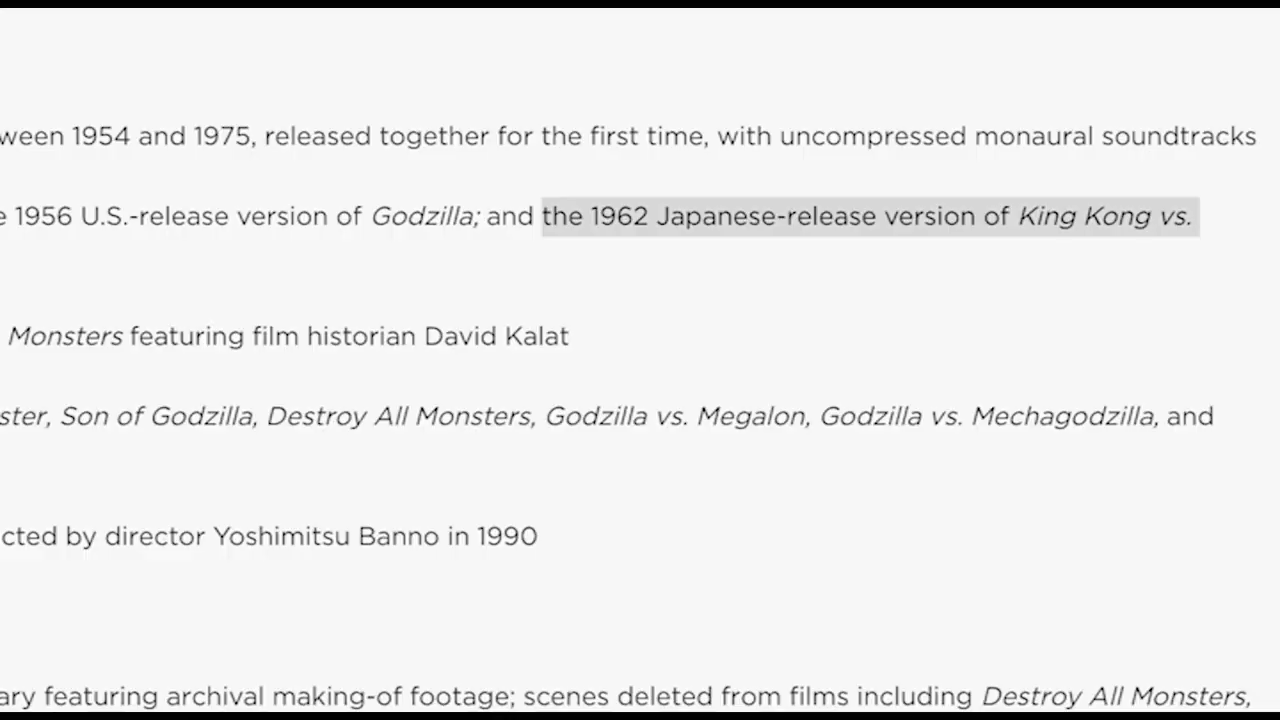 ween 1954 and 1975, released together for the first time, with uncompressed monaural soundtracks
e 1956 U.S.-release version of Godzilla; and the 1962 Japanese-release version of King Kong vs.
Monsters featuring film historian David Kalat
ster, Son of Godzilla, Destroy All Monsters, Godzilla vs. Megalon, Godzilla vs. Mechagodzilla, and
cted by director Yoshimitsu Banno in 1990
ary featuring archival making-of footage; scenes deleted from films including Destroy All Monsters,